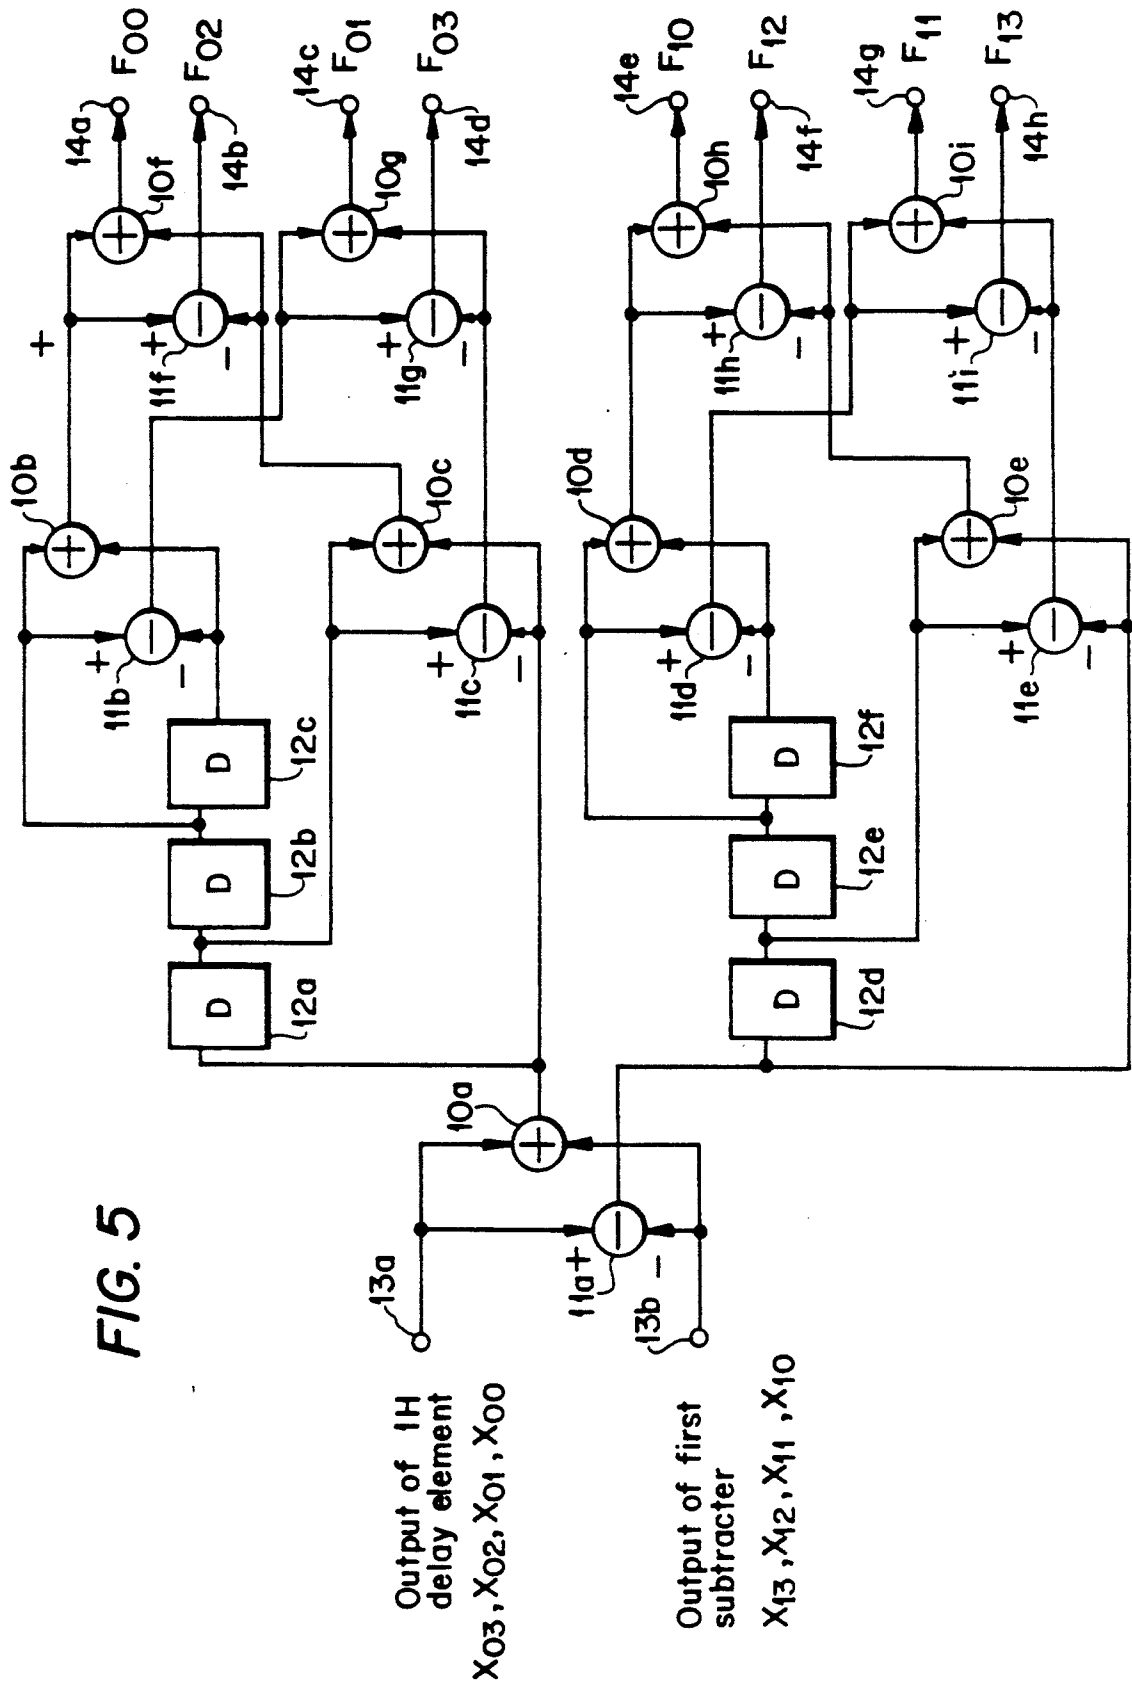 FIG. 5
Output of 1H
delay element
X03, X02, X01, X00
13a
Output of first
subtracter
X13, X12, X11, X10
13b
11a
+
−
−
10a
+
12a
D
12b
D
12c
D
11b
+
−
−
10b
+
11c
+
−
−
10c
+
+
11f
+
−
−
10f
+
14a
F00
14b
F02
11g
+
−
−
10g
+
14c
F01
14d
F03
12d
D
12e
D
12f
D
11d
+
−
−
10d
+
11e
+
−
−
10e
+
11h
+
−
−
10h
+
14e
F10
14f
F12
11i
+
−
−
10i
+
14g
F11
14h
F13